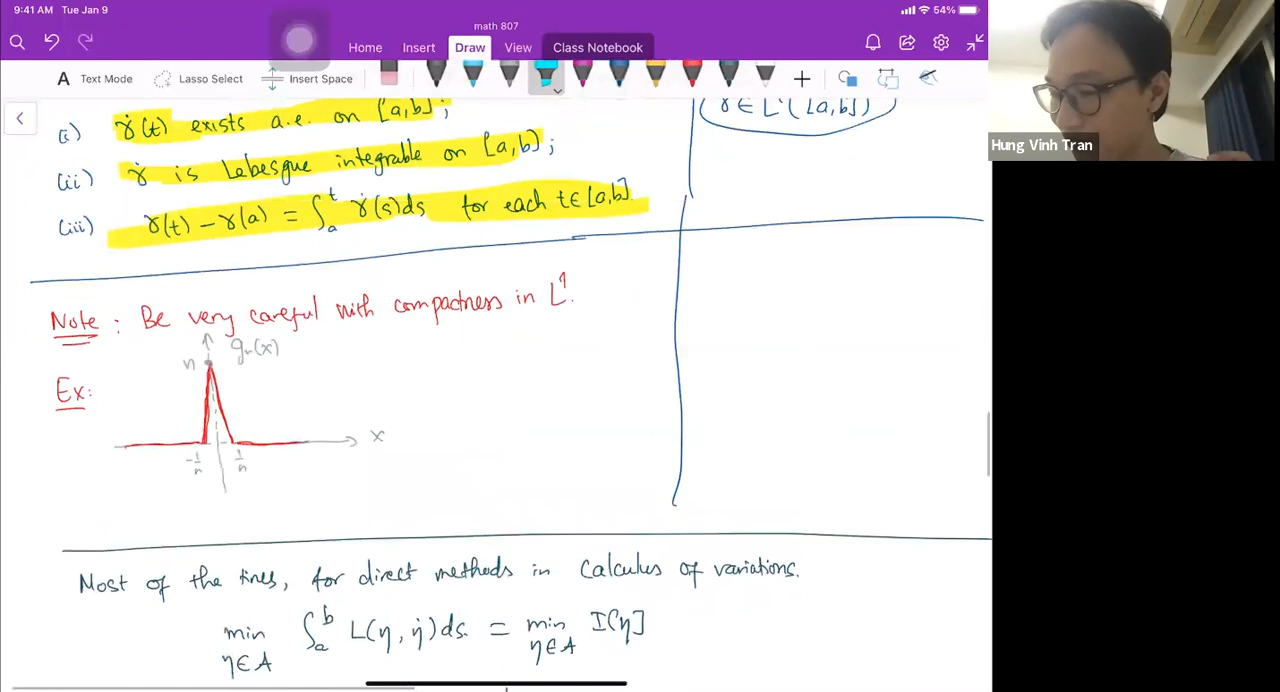 9:41 AM Tue Jan 9
54%
math 807
Home Insert Draw View Class Notebook
Text Mode Lasso Select Insert Space
Hung Vinh Tran
(i) γ̇(t) exists a.e. on [a,b];
γ̇ ∈ L¹([a,b])
(ii) γ̇ is Lebesgue integrable on [a,b];
(iii) γ(t) − γ(a) = ∫ₐᵗ γ̇(s)ds for each t∈[a,b].
Note: Be very careful with compactness in L¹.
n gₙ(x)
Ex:
x
-1/n 1/n
Most of the times, for direct methods in calculus of variations.
min η∈A ∫ₐᵇ L(η, η̇)ds = min η∈A I[η]